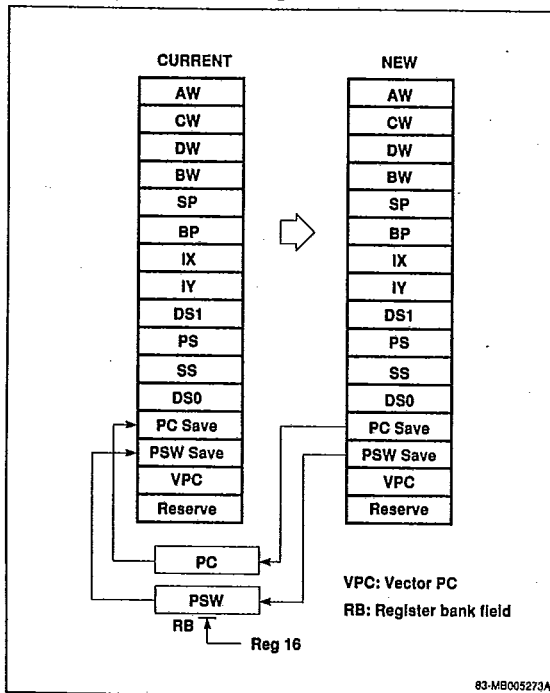 CURRENT
AW
CW
DW
BW
SP
BP
IX
IY
DS1
PS
SS
DS0
PC Save
PSW Save
VPC
Reserve
NEW
AW
CW
DW
BW
SP
BP
IX
IY
DS1
PS
SS
DS0
PC Save
PSW Save
VPC
Reserve
PC
PSW
RB
Reg 16
VPC: Vector PC
RB: Register bank field
83-MB005273A